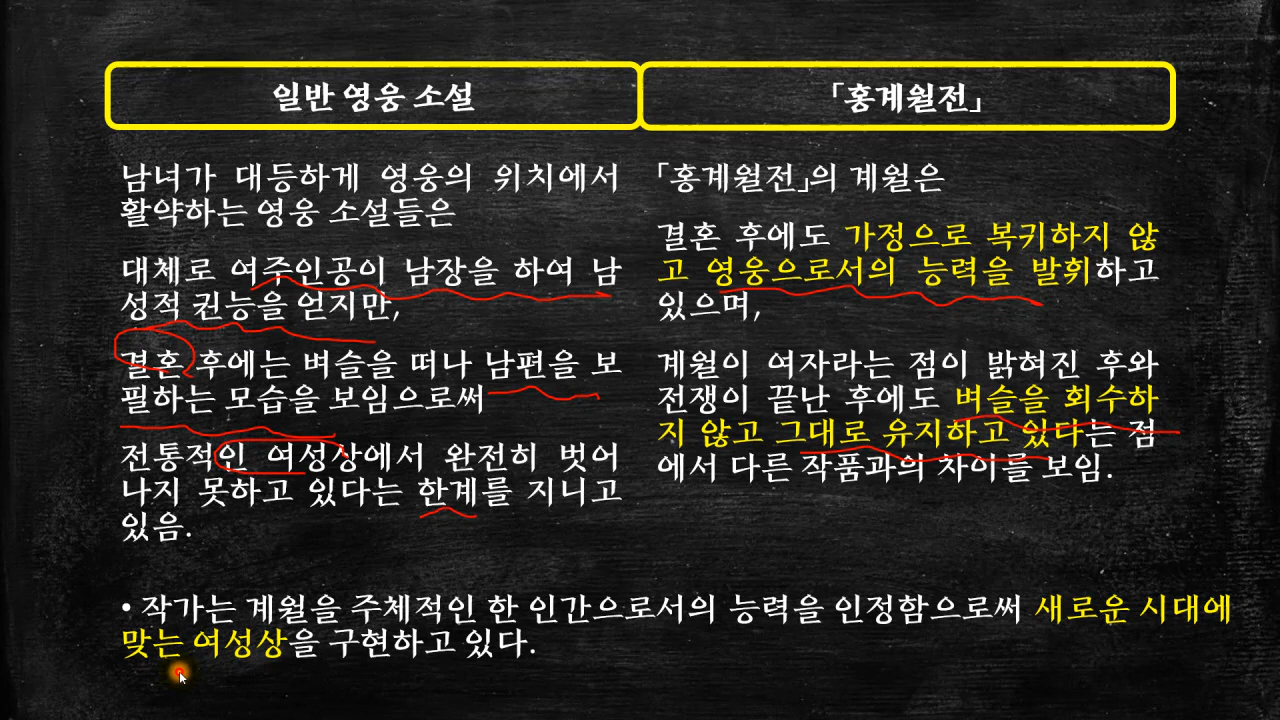 일반 영웅 소설
남녀가 대등하게 영웅의 위치에서
활약하는 영웅 소설들은
대체로 여주인공이 남장을 하여 남
성적 권능을 얻지만,
결혼 후에는 벼슬을 떠나 남편을 보
필하는 모습을 보임으로써
전통적인 여성상에서 완전히 벗어
나지 못하고 있다는 한계를 지니고
있음.
「홍계월전」
「홍계월전」의 계월은
결혼 후에도 가정으로 복귀하지 않
고 영웅으로서의 능력을 발휘하고
있으며,
계월이 여자라는 점이 밝혀진 후와
전쟁이 끝난 후에도 벼슬을 회수하
지 않고 그대로 유지하고 있다는 점
에서 다른 작품과의 차이를 보임.
• 작가는 계월을 주체적인 한 인간으로서의 능력을 인정함으로써 새로운 시대에
맞는 여성상을 구현하고 있다.